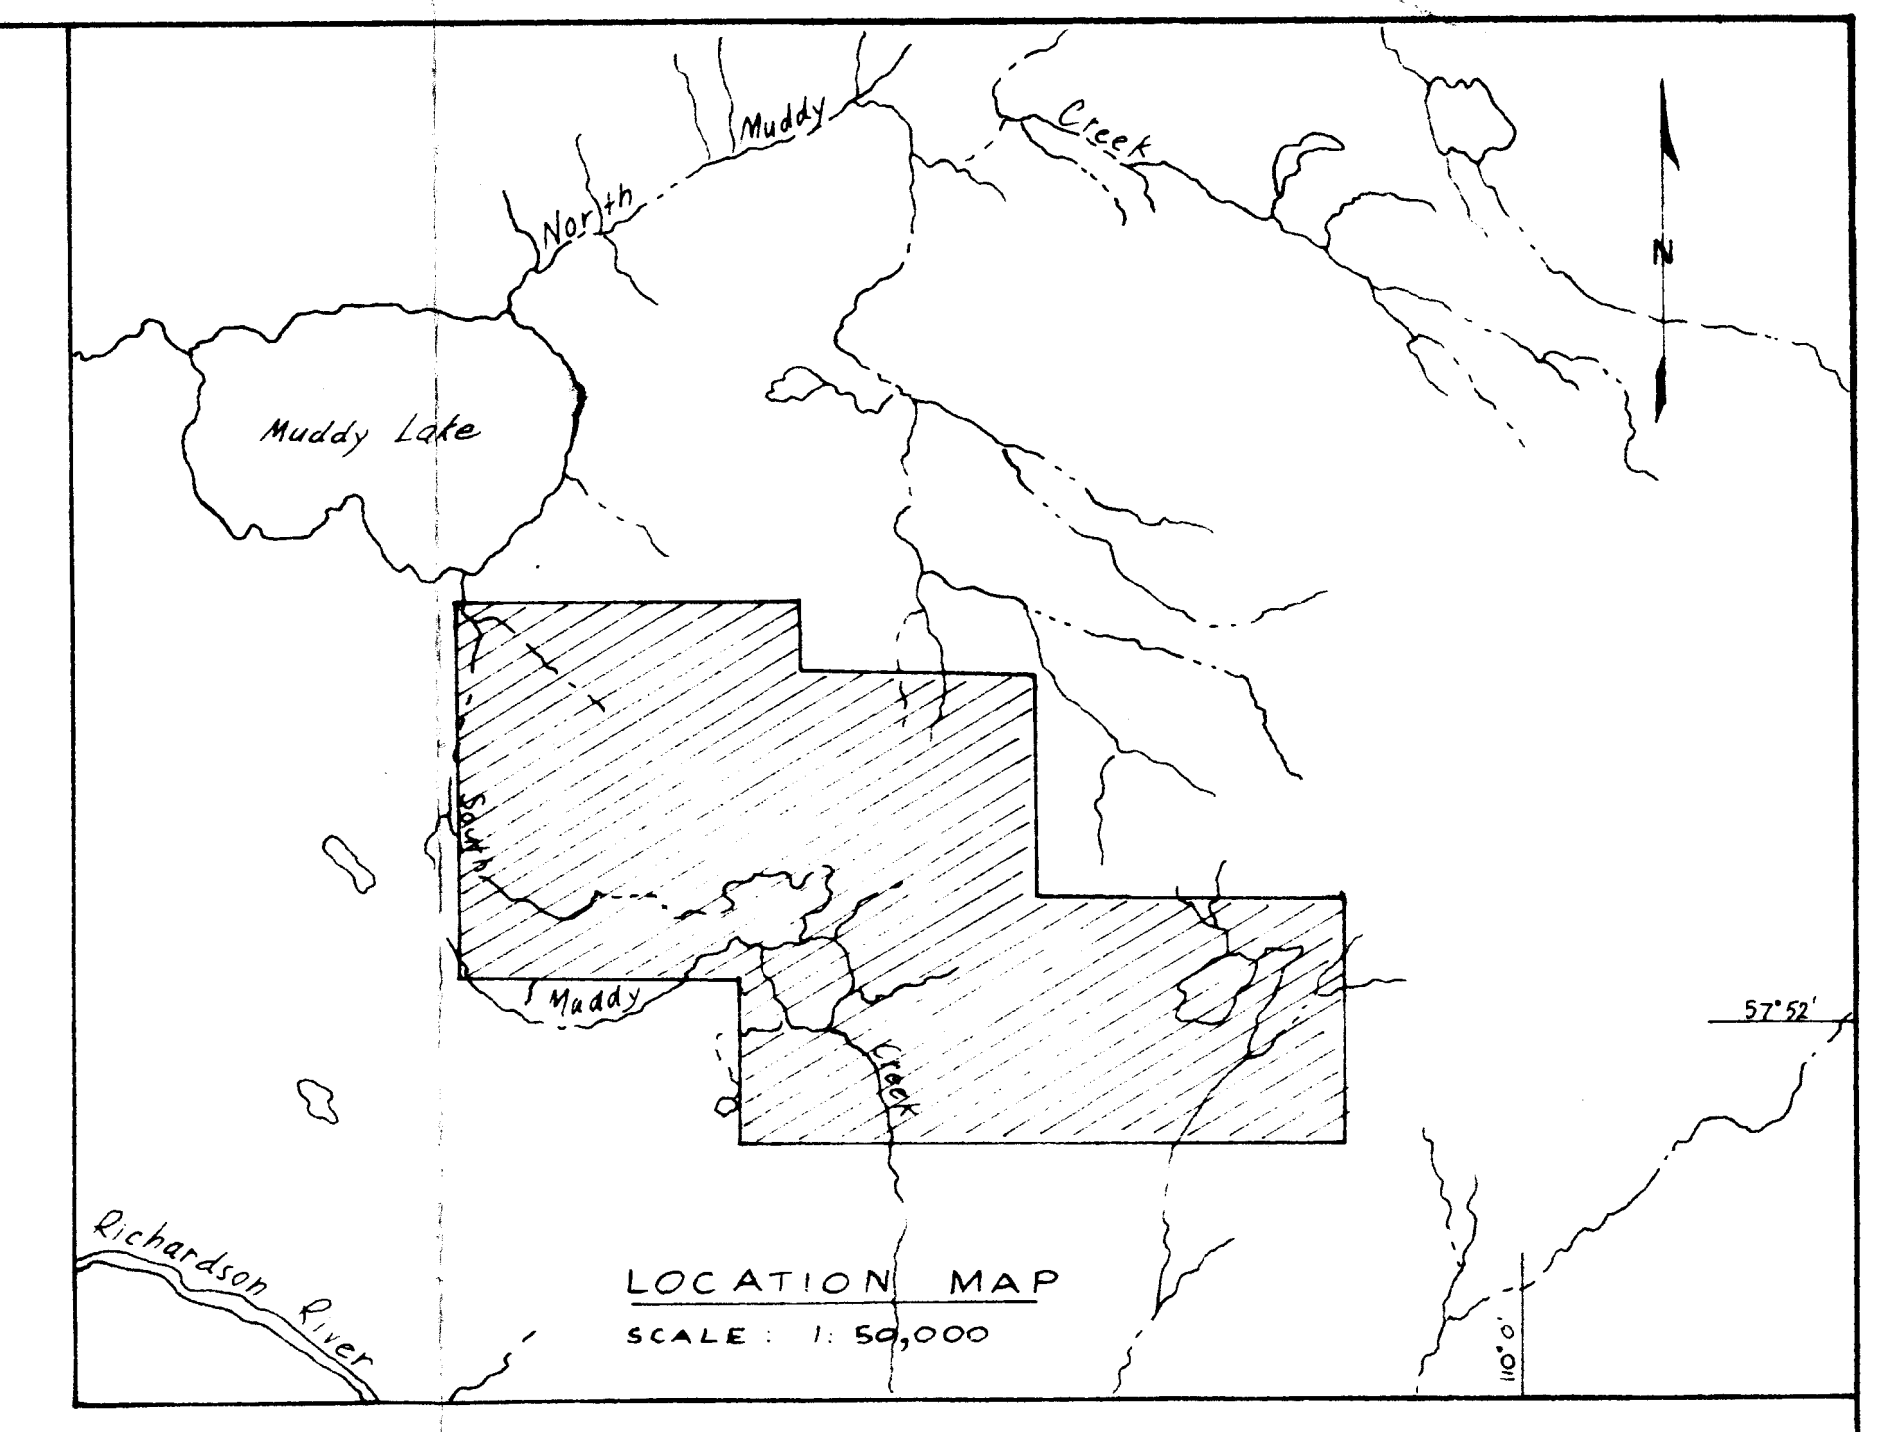 North Muddy Creek
N
Muddy Lake
South Muddy Creek
57°52'
Richardson River
LOCATION MAP
SCALE: 1:50,000
110°0'